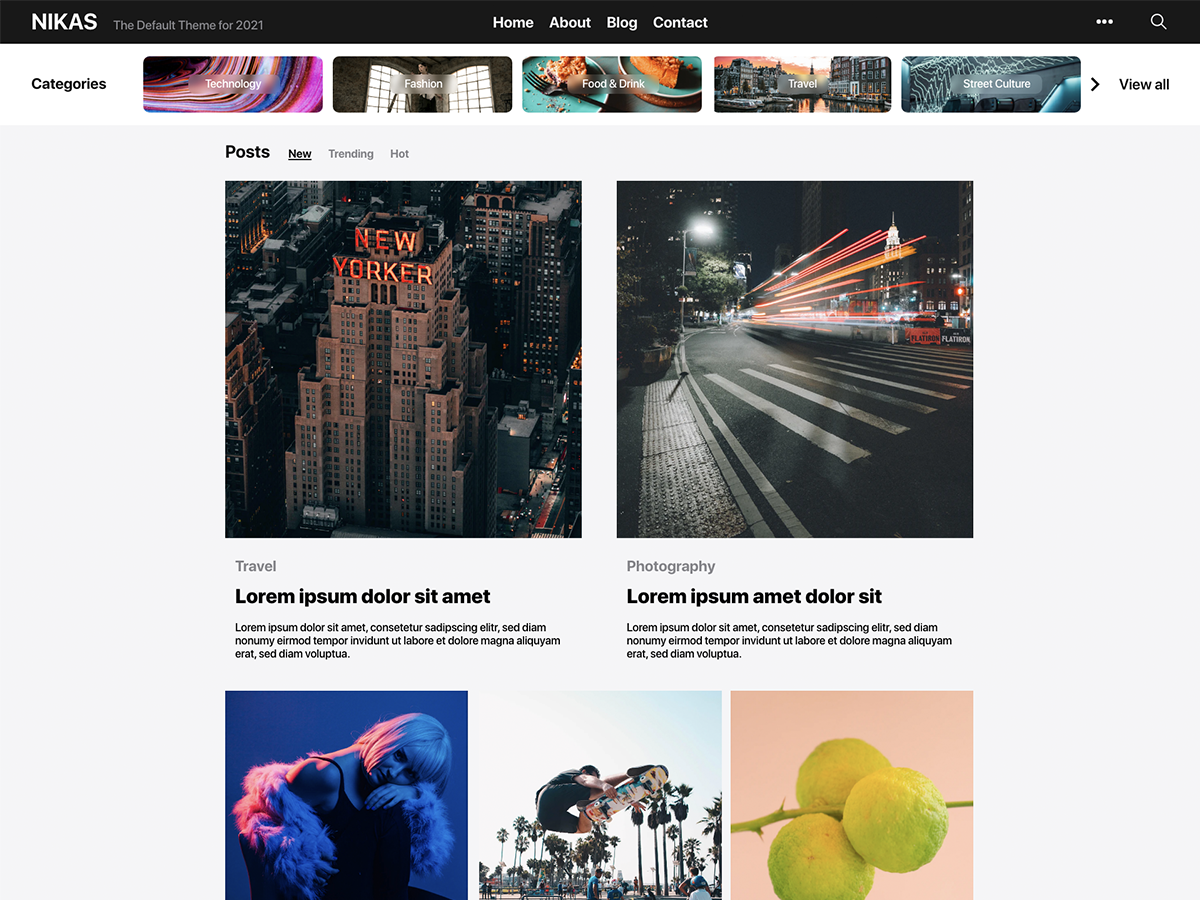 NIKAS The Default Theme for 2021 Home About Blog Contact
Categories Technology Fashion Food & Drink Travel Street Culture View all
Posts New Trending Hot
NEW
YORKER
FLATIRON FLATIRON
Travel
Lorem ipsum dolor sit amet
Lorem ipsum dolor sit amet, consetetur sadipscing elitr, sed diam
nonumy eirmod tempor invidunt ut labore et dolore magna aliquyam
erat, sed diam voluptua.
Photography
Lorem ipsum amet dolor sit
Lorem ipsum dolor sit amet, consetetur sadipscing elitr, sed diam
nonumy eirmod tempor invidunt ut labore et dolore magna aliquyam
erat, sed diam voluptua.